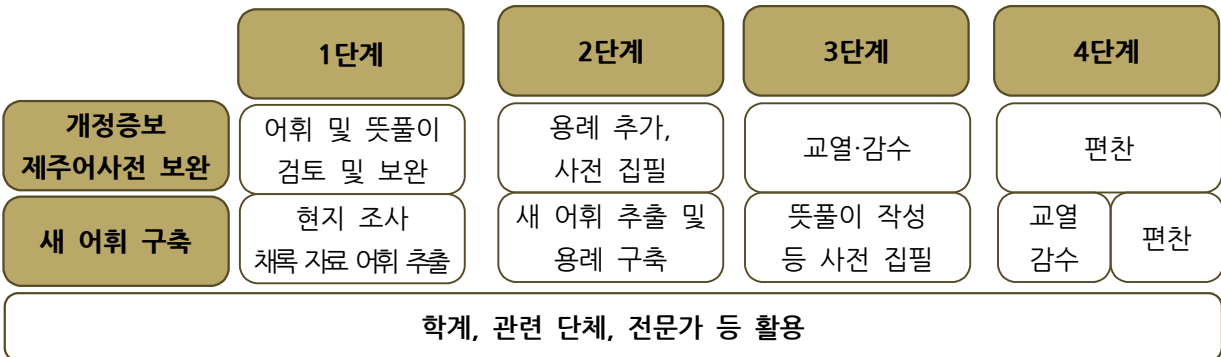 1단계
2단계
3단계
4단계
개정증보
제주어사전 보완
어휘 및 뜻풀이
검토 및 보완
용례 추가,
사전 집필
교열·감수
편찬
새 어휘 구축
현지 조사
채록 자료 어휘 추출
새 어휘 추출 및
용례 구축
뜻풀이 작성
등 사전 집필
교열
감수
편찬
학계, 관련 단체, 전문가 등 활용